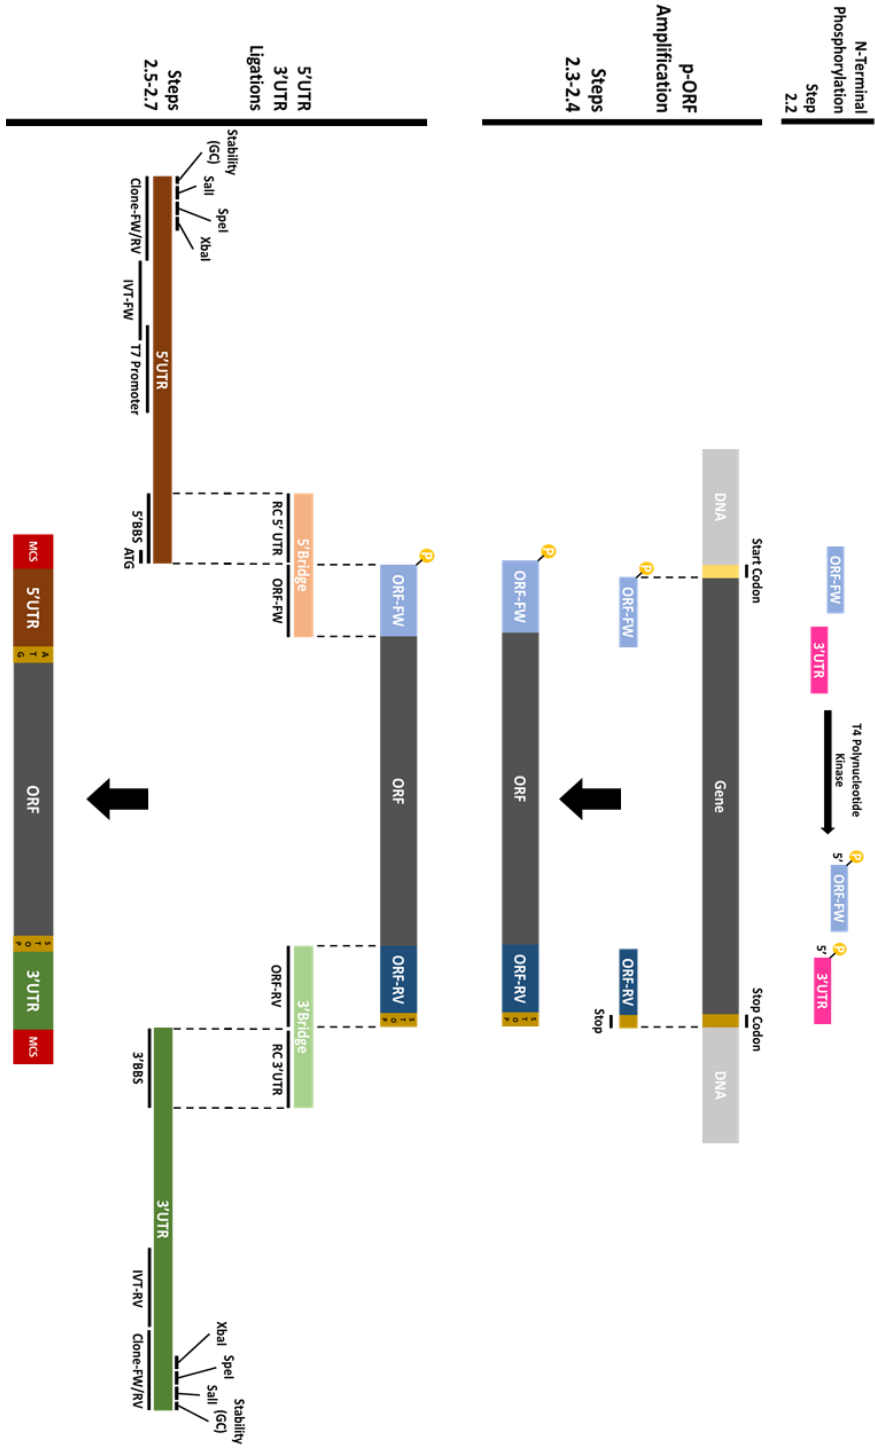 N-Terminal
Phosphorylation
Step
2.2
ORF-FW
3'UTR
T4 Polynucleotide
Kinase
P
5'
ORF-FW
P
5'
3'UTR
p-ORF
Amplification
Steps
2.3-2.4
Start Codon
Stop Codon
DNA
Gene
DNA
P
ORF-FW
ORF-RV
Stop
P
ORF-FW
ORF
ORF-RV
STOP
5'UTR
3'UTR
Ligations
Steps
2.5-2.7
P
ORF-FW
ORF
ORF-RV
STOP
5'Bridge
RC 5' UTR
ORF-FW
3'Bridge
ORF-RV
RC 3'UTR
Stability
(GC)
SalI
SpeI
XbaI
5'UTR
Clone-FW/RV
IVT-FW
T7 Promoter
5'BBS
ATG
XbaI
SpeI
SalI
Stability
(GC)
3'UTR
3'BBS
IVT-RV
Clone-FW/RV
MCS
5'UTR
ATG
ORF
STOP
3'UTR
MCS